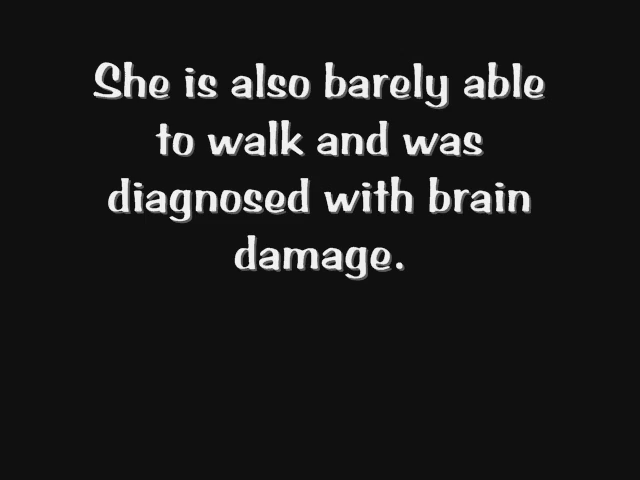 She is also barely able
to walk and was
diagnosed with brain
damage.